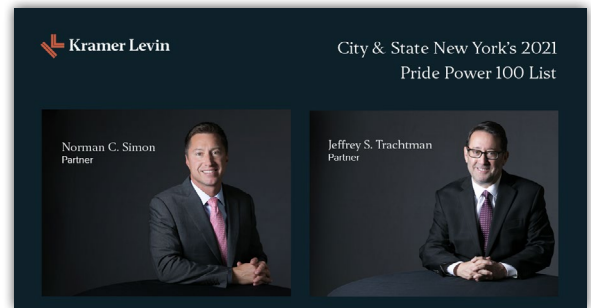 Kramer Levin
City & State New York's 2021
Pride Power 100 List
Norman C. Simon
Partner
Jeffrey S. Trachtman
Partner